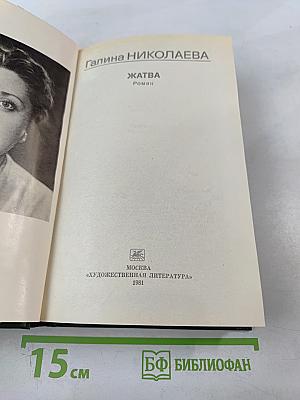 Галина НИКОЛАЕВА
ЖАТВА
Роман
МОСКВА
«ХУДОЖЕСТВЕННАЯ ЛИТЕРАТУРА»
1981
15 см
БФ БИБЛИОФАН